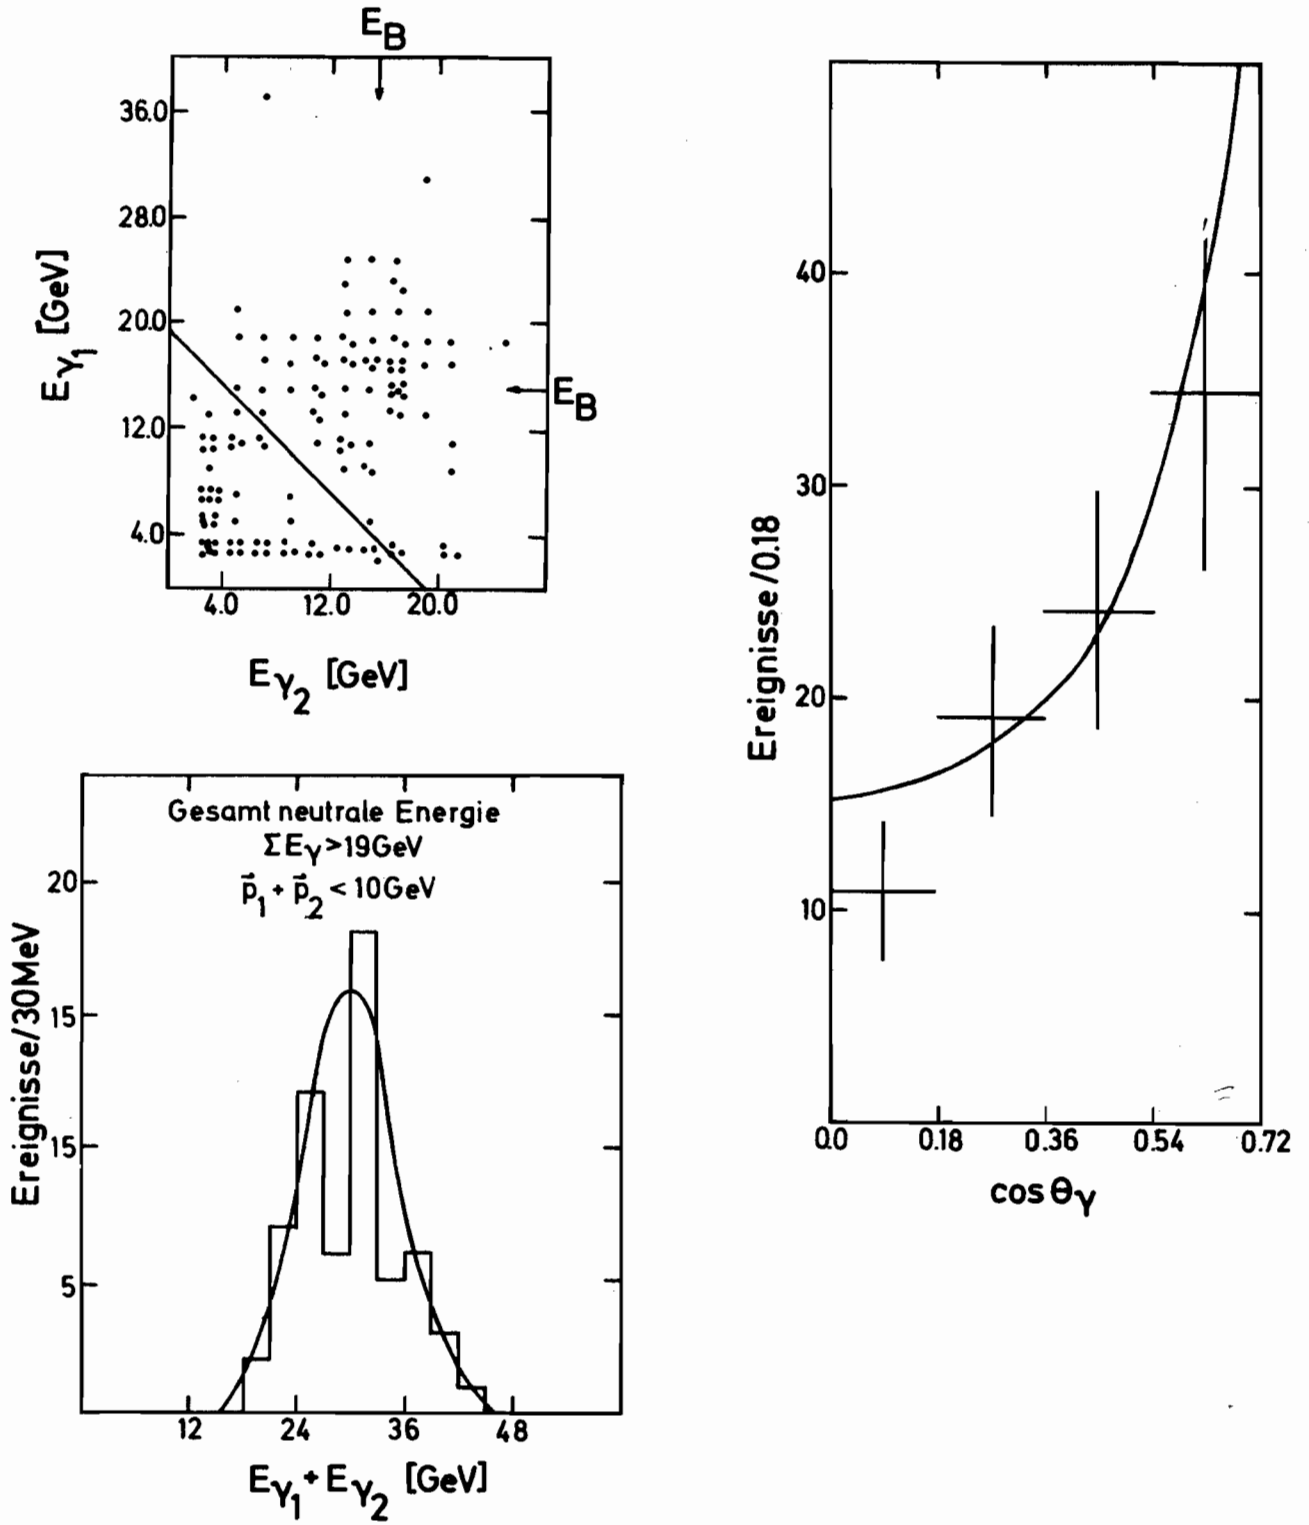 E_B
36.0
28.0
20.0
12.0
4.0
E_γ1 [GeV]
E_B
4.0 12.0 20.0
E_γ2 [GeV]
Gesamt neutrale Energie
ΣE_γ>19GeV
p⃗_1 + p⃗_2 < 10GeV
20
15
15
5
Ereignisse/30MeV
12 24 36 48
E_γ1 + E_γ2 [GeV]
40
30
20
10
Ereignisse/0.18
0.0 0.18 0.36 0.54 0.72
cos θ_γ